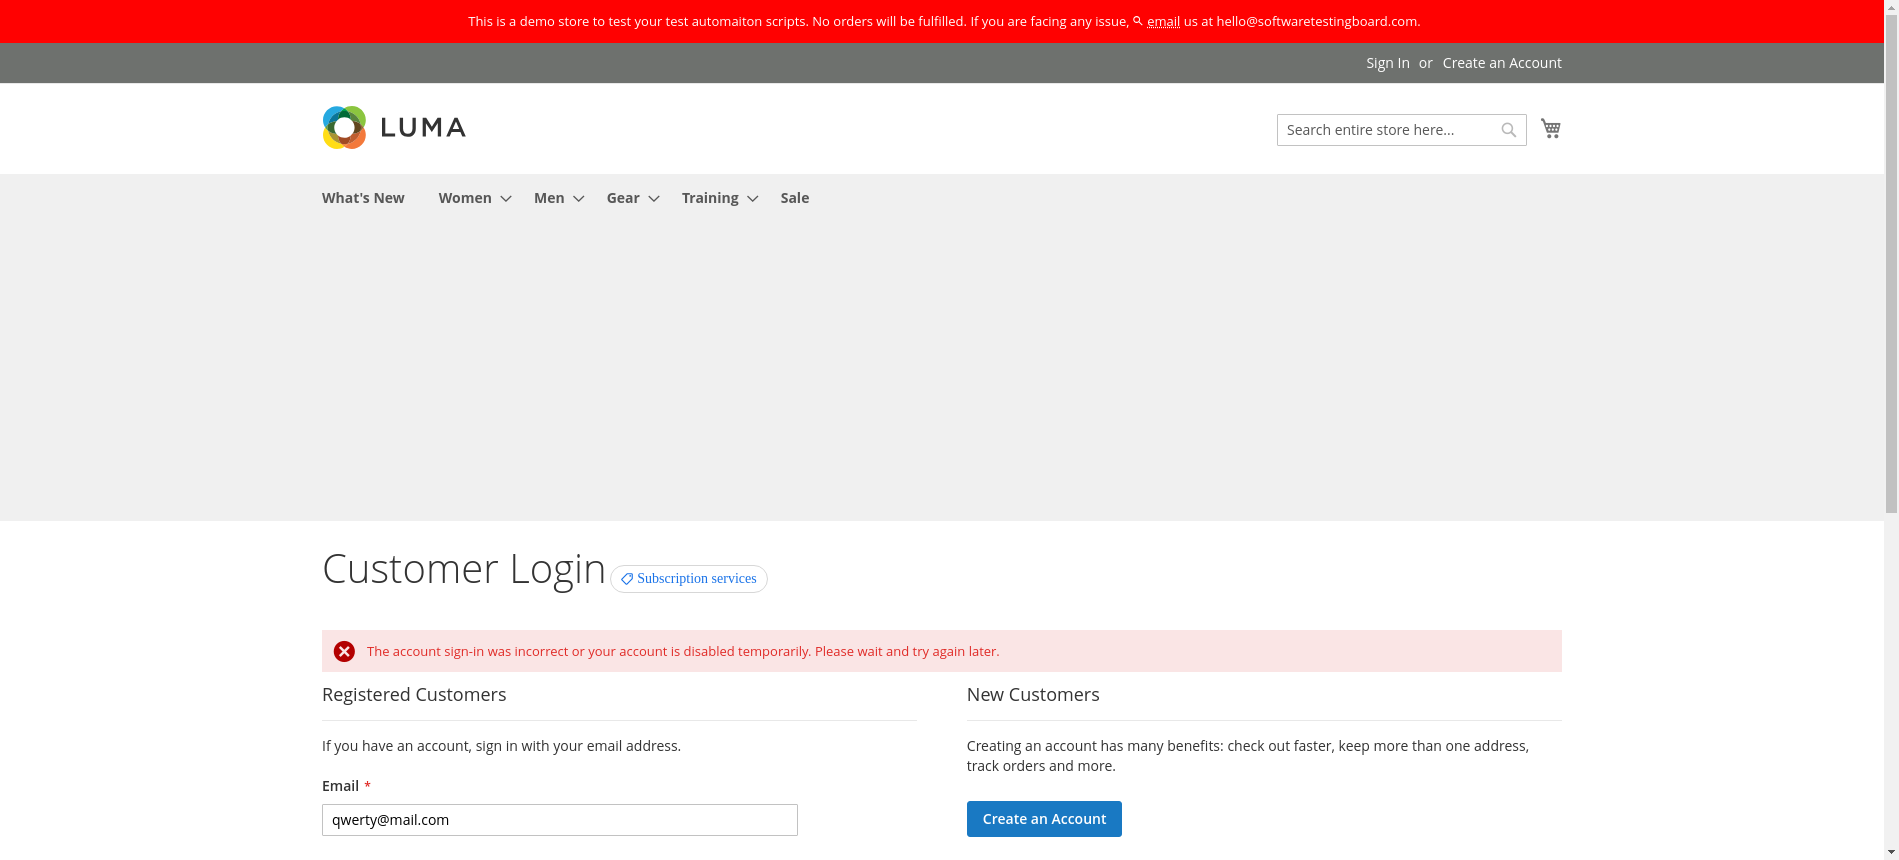 This is a demo store to test your test automaiton scripts. No orders will be fulfilled. If you are facing any issue, email us at hello@softwaretestingboard.com.
Sign In or Create an Account
LUMA
Search entire store here...
What's New Women Men Gear Training Sale
Customer Login
Subscription services
The account sign-in was incorrect or your account is disabled temporarily. Please wait and try again later.
Registered Customers
If you have an account, sign in with your email address.
Email *
qwerty@mail.com
New Customers
Creating an account has many benefits: check out faster, keep more than one address,
track orders and more.
Create an Account